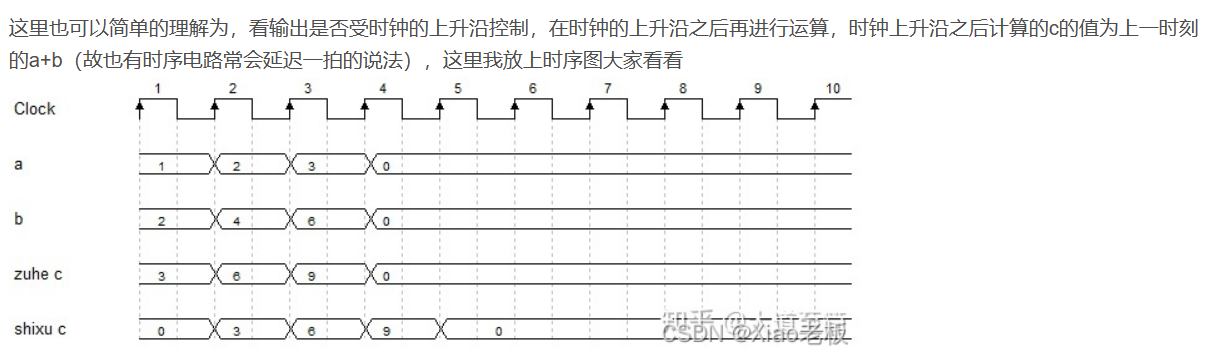 这里也可以简单的理解为，看输出是否受时钟的上升沿控制，在时钟的上升沿之后再进行运算，时钟上升沿之后计算的c的值为上一时刻
的a+b（故也有时序电路常会延迟一拍的说法），这里我放上时序图大家看看
1 2 3 4 5 6 7 8 9 10
Clock
a 1 2 3 0
b 2 4 6 0
zuhe c 3 6 9 0
shixu c 0 3 6 9 0
知乎
CSDN @Xiao老板